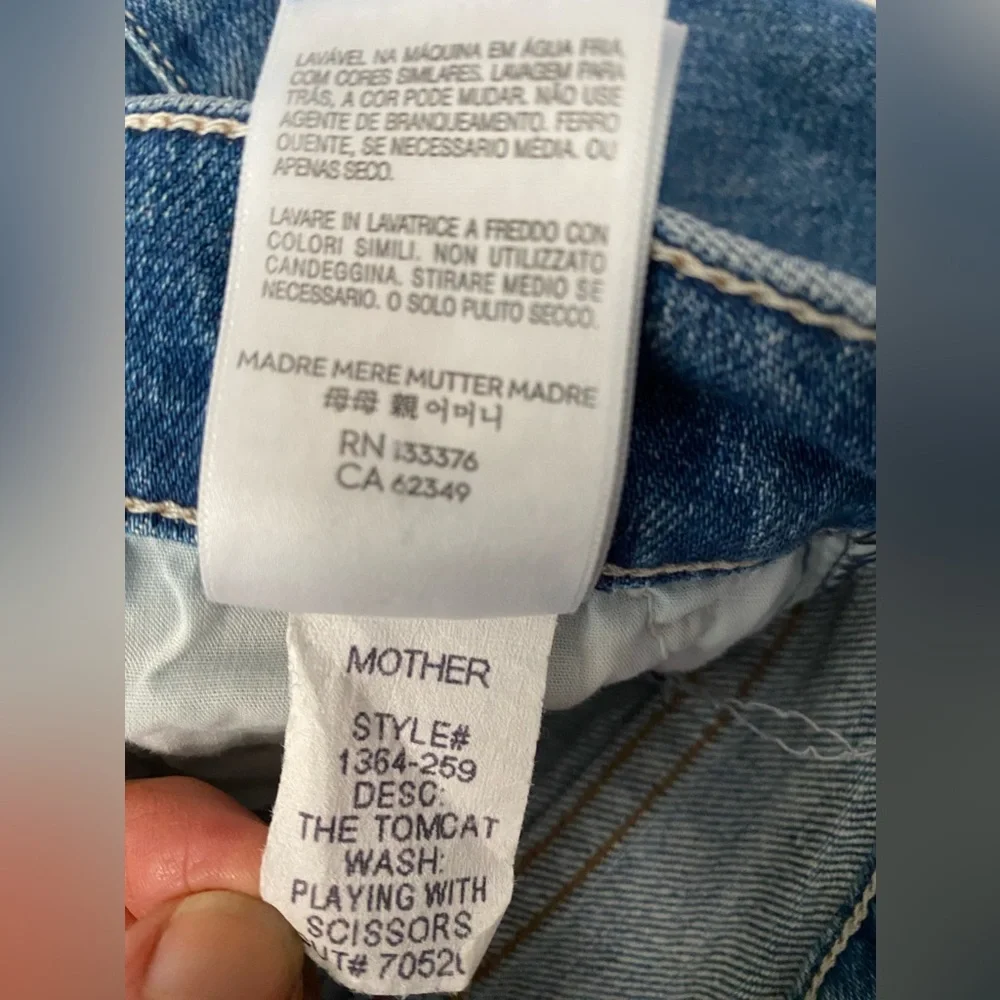 LAVÁVEL NA MÁQUINA EM ÁGUA FRIA,
COM CORES SIMILARES. LAVAGEM PARA
TRÁS, A COR PODE MUDAR. NÃO USE
AGENTE DE BRANQUEAMENTO. FERRO
QUENTE, SE NECESSARIO MÉDIA. OU
APENAS SECO.
LAVARE IN LAVATRICE A FREDDO CON
COLORI SIMILI. NON UTILIZZATO
CANDEGGINA. STIRARE MEDIO SE
NECESSARIO. O SOLO PULITO SECCO.
MADRE MERE MUTTER MADRE
母母 親 어머니
RN 133376
CA 62349
MOTHER
STYLE#
1364-259
DESC:
THE TOMCAT
WASH:
PLAYING WITH
SCISSORS